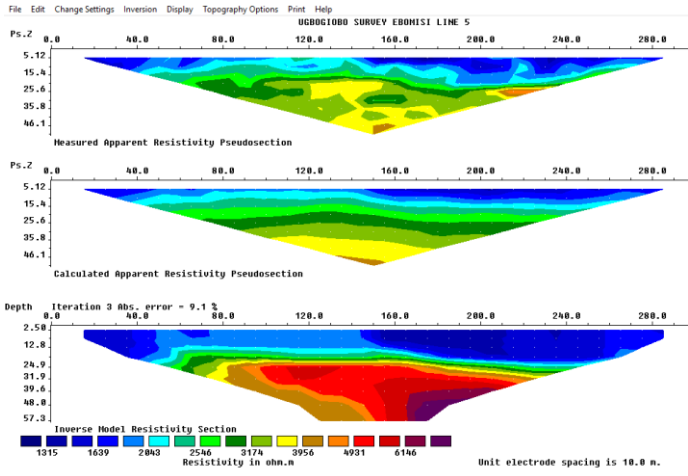 File Edit Change Settings Inversion Display Topography Options Print Help
UGBOGIOBO SURVEY EBOMISI LINE 5
Ps.Z 0.0 40.0 80.0 120.0 160.0 200.0 240.0 280.0
5.12
15.4
25.6
35.8
46.1
Measured Apparent Resistivity Pseudosection
Ps.Z 0.0 40.0 80.0 120.0 160.0 200.0 240.0 280.0
5.12
15.4
25.6
35.8
46.1
Calculated Apparent Resistivity Pseudosection
Depth Iteration 3 Abs. error = 9.1 %
0.0 40.0 80.0 120.0 160.0 200.0 240.0 280.0
2.50
12.8
24.9
31.9
39.6
48.0
57.3
Inverse Model Resistivity Section
1315 1639 2043 2546 3174 3956 4931 6146
Resistivity in ohm.m Unit electrode spacing is 10.0 m.